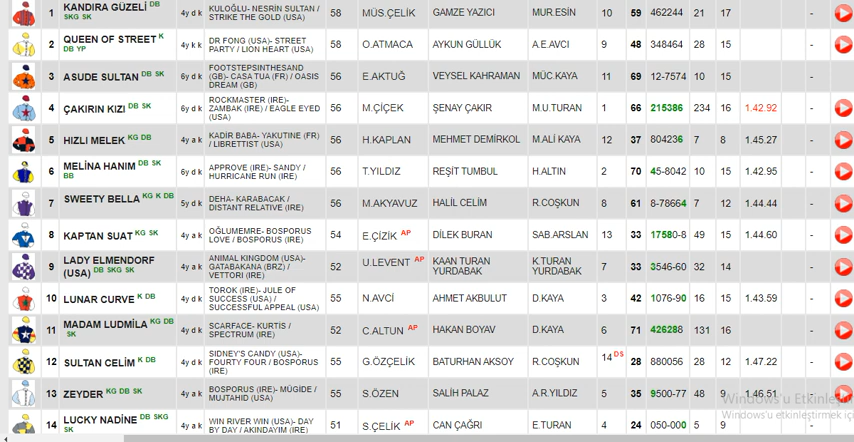 1 KANDIRA GÜZELİ DB SKG SK 4y d k KULOĞLU- NESRİN SULTAN / STRIKE THE GOLD (USA) 58 MÜS.ÇELİK GAMZE YAZICI MUR.ESİN 10 59 462244 21 17 -
2 QUEEN OF STREET K DB YP 4y k k DR FONG (USA)- STREET PARTY / LION HEART (USA) 58 O.ATMACA AYKUN GÜLLÜK A.E.AVCI 9 48 348464 28 15 -
3 ASUDE SULTAN DB SK 6y d k FOOTSTEPSINTHESAND (GB)- CASA TUA (FR) / OASIS DREAM (GB) 56 E.AKTUĞ VEYSEL KAHRAMAN MÜC.KAYA 11 69 12-7574 10 15 -
4 ÇAKIRIN KIZI DB SK 6y d k ROCKMASTER (IRE)- ZAMBAK (IRE) / EAGLE EYED (USA) 56 M.ÇİÇEK ŞENAY ÇAKIR M.U.TURAN 1 66 215386 234 16 1.42.92 -
5 HIZLI MELEK KG DB 4y a k KADİR BABA- YAKUTINE (FR) / LIBRETTIST (USA) 56 H.KAPLAN MEHMET DEMİRKOL M.ALİ KAYA 12 37 804236 7 8 1.45.27 -
6 MELİNA HANIM DB SK BB 6y a k APPROVE (IRE)- SANDY / HURRICANE RUN (IRE) 56 T.YILDIZ REŞİT TUMBUL H.ALTIN 2 70 45-8042 10 15 1.42.95 -
7 SWEETY BELLA KG K DB 5y d k DEHA- KARABACAK / DISTANT RELATIVE (IRE) 56 M.AKYAVUZ HALİL CELİM R.COŞKUN 8 61 8-78664 7 12 1.44.44 -
8 KAPTAN SUAT KG SK 4y a k OĞLUMEMRE- BOSPORUS LOVE / BOSPORUS (IRE) 54 E.ÇİZİK AP DİLEK BURAN SAB.ARSLAN 13 33 17580-8 49 15 1.44.60 -
9 LADY ELMENDORF (USA) DB SKG SK 4y a k ANIMAL KINGDOM (USA)- GATABAKANA (BRZ) / VETTORI (IRE) 52 U.LEVENT AP KAAN TURAN YURDABAK K.TURAN YURDABAK 7 33 3546-60 32 14 -
10 LUNAR CURVE K DB 4y d k TOROK (IRE)- JULE OF SUCCESS (USA) / SUCCESSFUL APPEAL (USA) 55 N.AVCİ AHMET AKBULUT D.KAYA 3 42 1076-90 16 15 1.43.59 -
11 MADAM LUDMİLA KG DB SK 4y d k SCARFACE- KURTIS / SPECTRUM (IRE) 52 C.ALTUN AP HAKAN BOYAV D.KAYA 6 71 426288 131 16 -
12 SULTAN CELİM K DB 4y d k SIDNEY'S CANDY (USA)- FOURTY FOUR / BOSPORUS (IRE) 55 G.ÖZÇELİK BATURHAN AKSOY R.COŞKUN 14 DS 28 880056 28 12 1.47.22 -
13 ZEYDER KG DB SK 4y a k BOSPORUS (IRE)- MÜGİDE / MUJTAHID (USA) 55 S.ÖZEN SALİH PALAZ A.R.YILDIZ 5 35 9500-77 48 9 1.46.51 -
14 LUCKY NADİNE DB SKG SK 4y a k WIN RIVER WIN (USA)- DAY BY DAY / AKINDAYIM (IRE) 51 S.ÇELİK AP CAN ÇAĞRI E.TURAN 4 24 050-000 5 9 -
Windows'u Etkinleştir
Windows'u etkinleştirmek içi